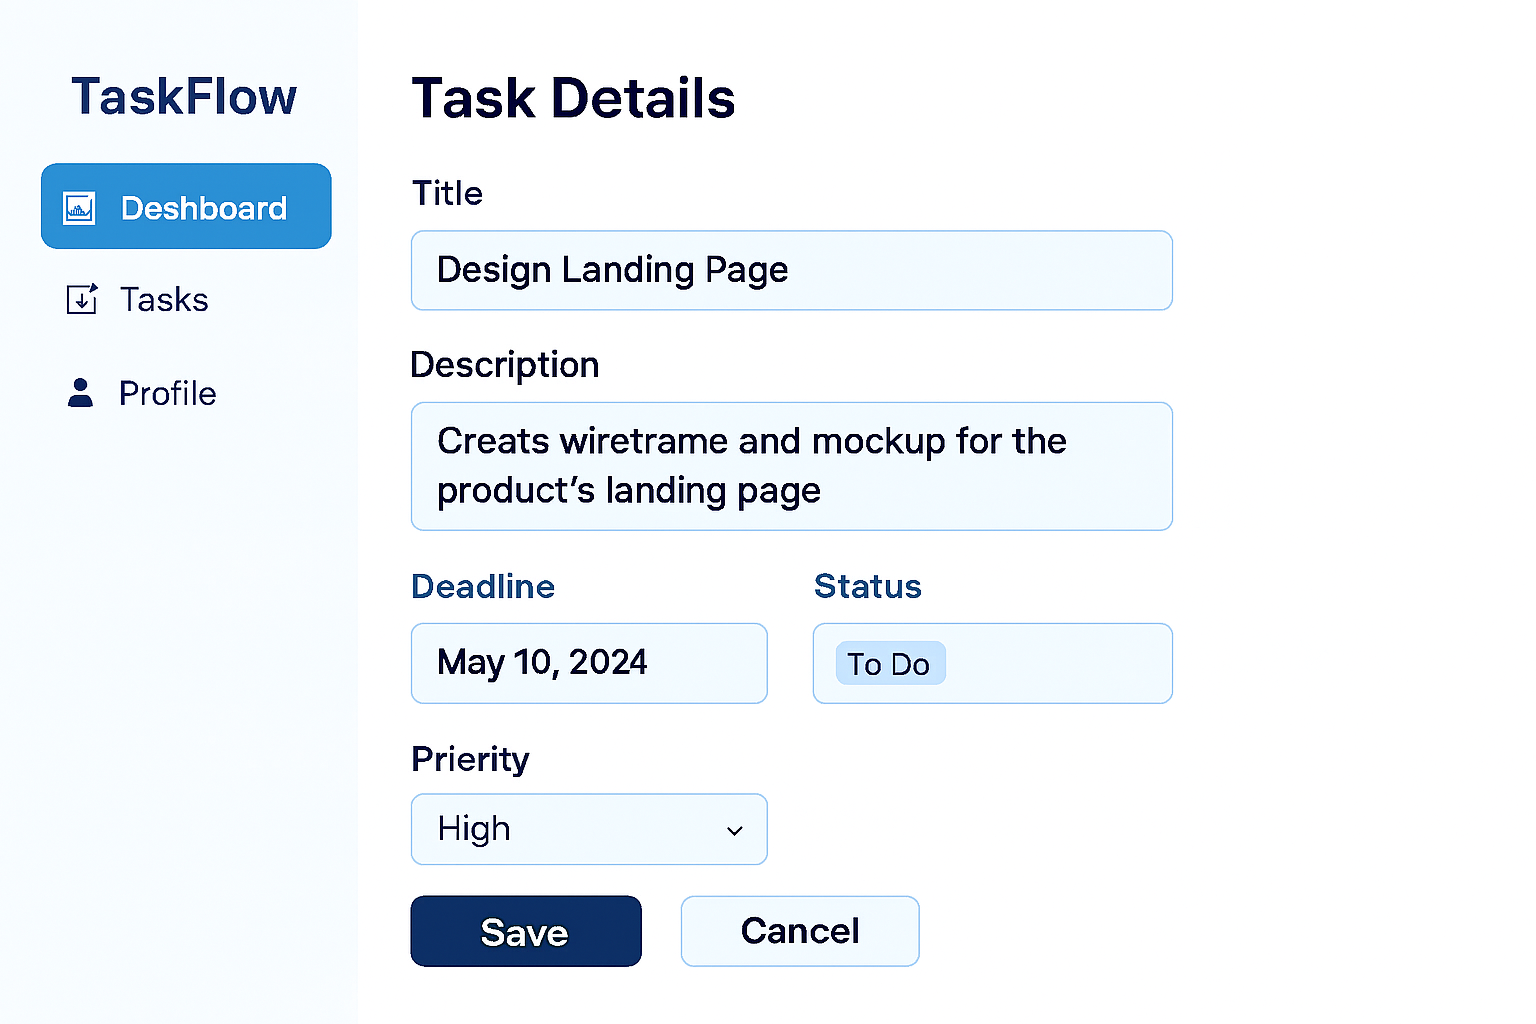 TaskFlow
Deshboard
Tasks
Profile
Task Details
Title
Design Landing Page
Description
Creats wiretrame and mockup for the
product's landing page
Deadline
Status
May 10, 2024
To Do
Prierity
High
Save
Cancel